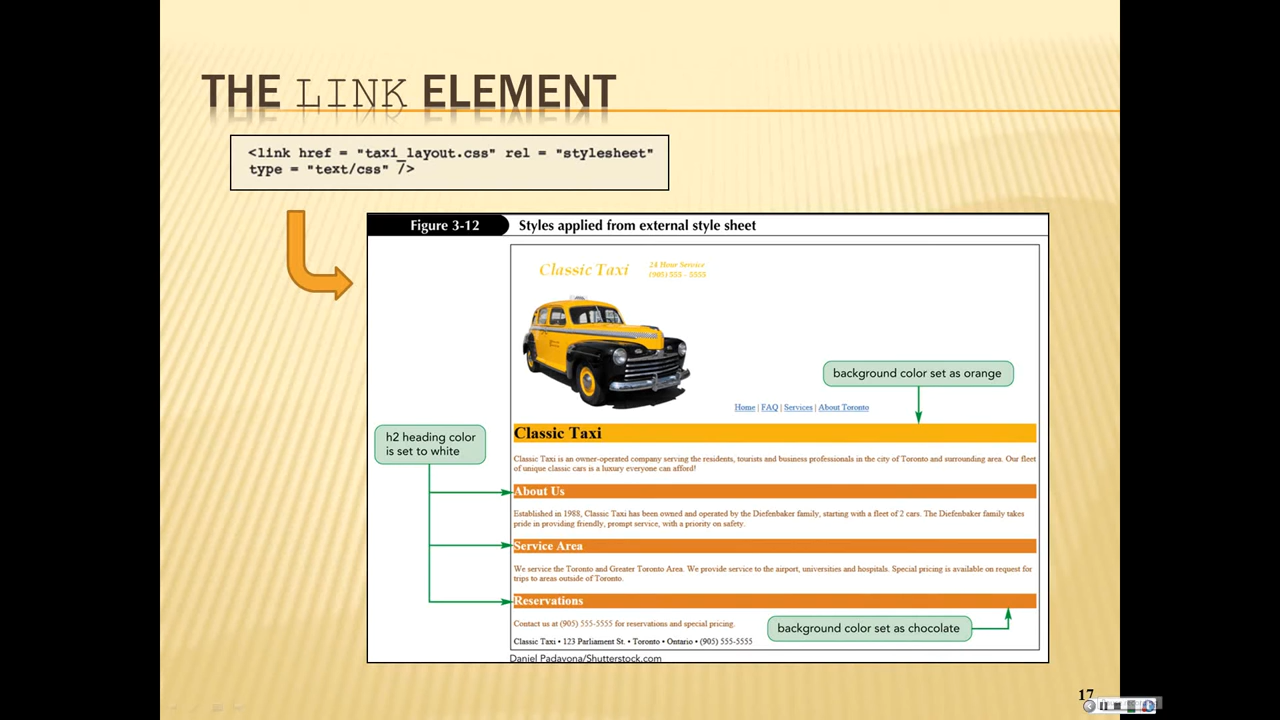 THE LINK ELEMENT
<link href = "taxi_layout.css" rel = "stylesheet"
type = "text/css" />
Figure 3-12 Styles applied from external style sheet
Classic Taxi
24 Hour Service
(905) 555 - 5555
background color set as orange
Home | FAQ | Services | About Toronto
h2 heading color
is set to white
Classic Taxi
Classic Taxi is an owner-operated company serving the residents, tourists and business professionals in the city of Toronto and surrounding area. Our fleet
of unique classic cars is a luxury everyone can afford!
About Us
Established in 1988, Classic Taxi has been owned and operated by the Diefenbaker family, starting with a fleet of 2 cars. The Diefenbaker family takes
pride in providing friendly, prompt service, with a priority on safety.
Service Area
We service the Toronto and Greater Toronto Area. We provide service to the airport, universities and hospitals. Special pricing is available on request for
trips to areas outside of Toronto.
Reservations
Contact us at (905) 555-5555 for reservations and special pricing.
background color set as chocolate
Classic Taxi • 123 Parliament St. • Toronto • Ontario • (905) 555-5555
Daniel Padavona/Shutterstock.com
17